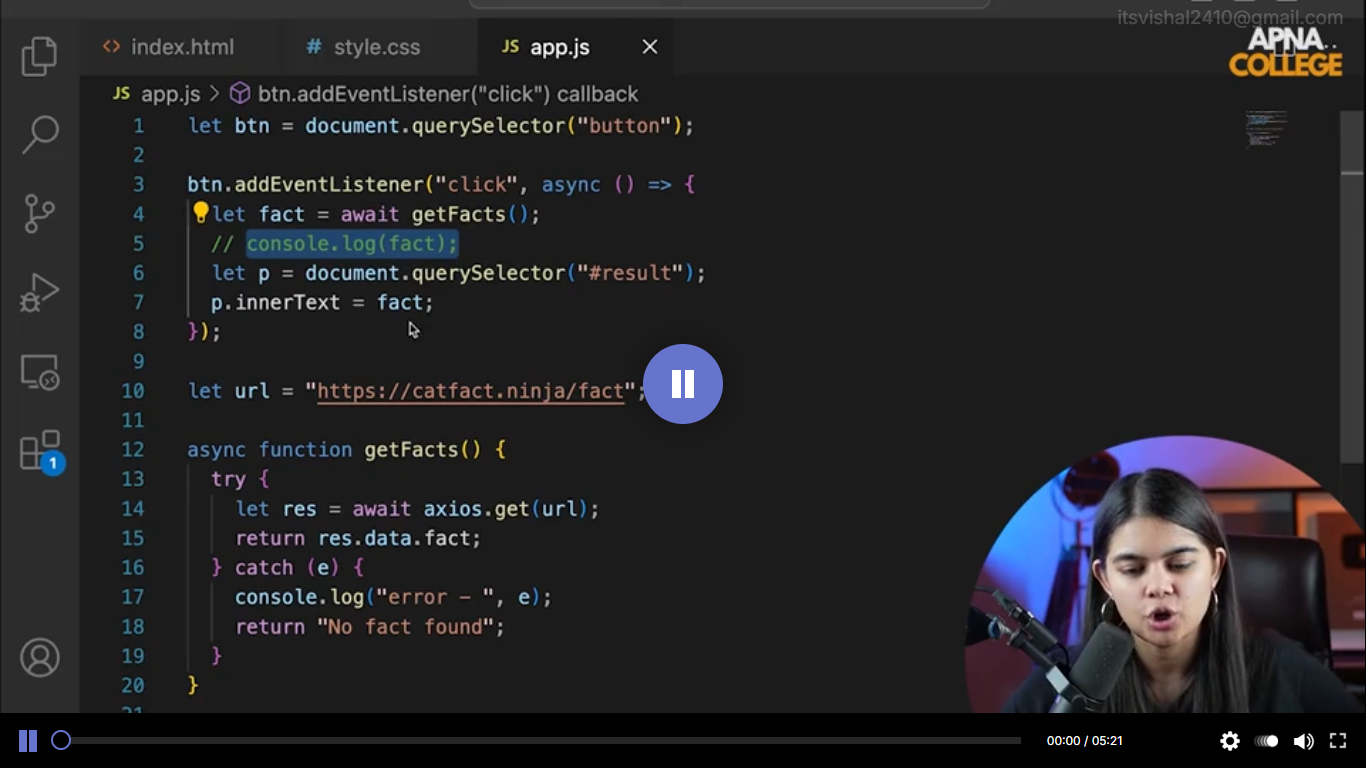 itsvishal2410@gmail.com
APNA
COLLEGE
<> index.html
# style.css
JS app.js
JS app.js > btn.addEventListener("click") callback
1 let btn = document.querySelector("button");
2
3 btn.addEventListener("click", async () => {
4 let fact = await getFacts();
5 // console.log(fact);
6 let p = document.querySelector("#result");
7 p.innerText = fact;
8 });
9
10 let url = "https://catfact.ninja/fact";
11
12 async function getFacts() {
13 try {
14 let res = await axios.get(url);
15 return res.data.fact;
16 } catch (e) {
17 console.log("error - ", e);
18 return "No fact found";
19 }
20 }
1
00:00 / 05:21